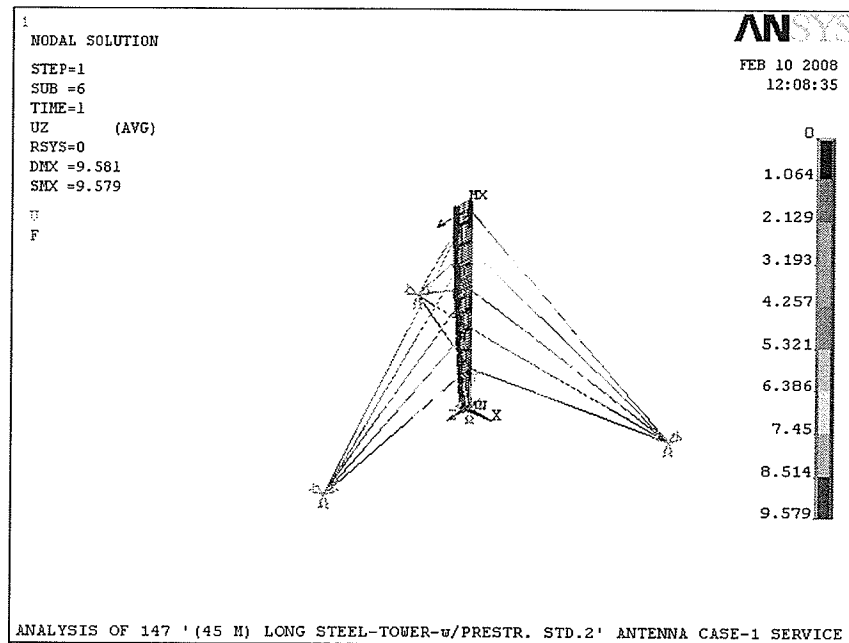 1
NODAL SOLUTION
STEP=1
SUB =6
TIME=1
UZ (AVG)
RSYS=0
DMX =9.581
SMX =9.579
U
F
ANSYS
FEB 10 2008
12:08:35
0
1.064
2.129
3.193
4.257
5.321
6.386
7.45
8.514
9.579
MX
X
ANALYSIS OF 147 '(45 M) LONG STEEL-TOWER-w/PRESTR. STD.2' ANTENNA CASE-1 SERVICE